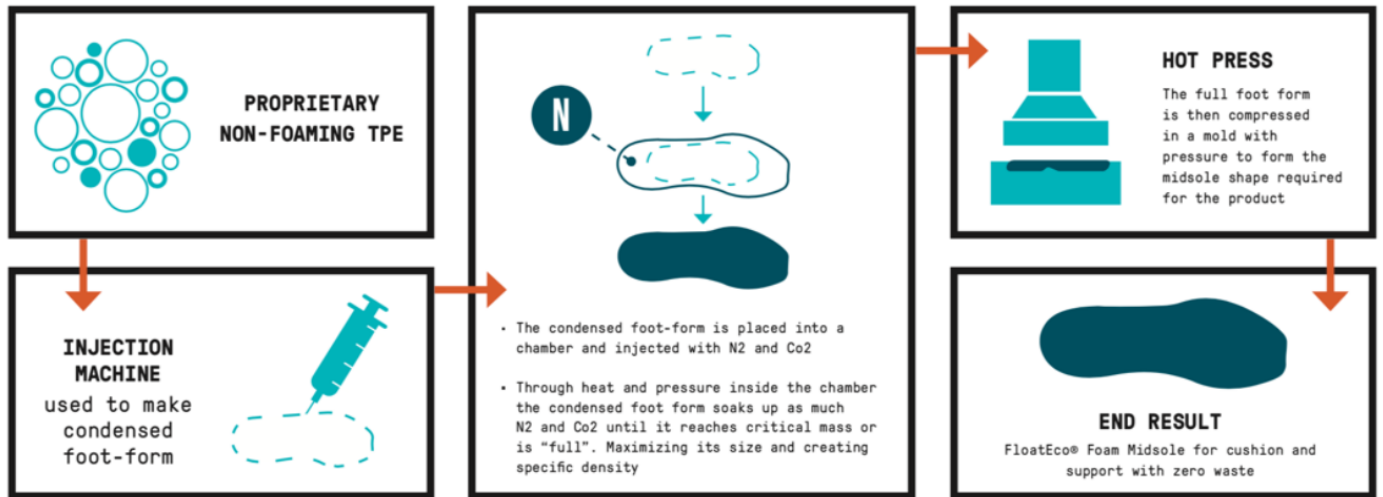 PROPRIETARY
NON-FOAMING TPE
INJECTION
MACHINE
used to make
condensed
foot-form
N
• The condensed foot-form is placed into a
chamber and injected with N2 and Co2
• Through heat and pressure inside the chamber
the condensed foot form soaks up as much
N2 and Co2 until it reaches critical mass or
is “full”. Maximizing its size and creating
specific density
HOT PRESS
The full foot form
is then compressed
in a mold with
pressure to form the
midsole shape required
for the product
END RESULT
FloatEco® Foam Midsole for cushion and
support with zero waste